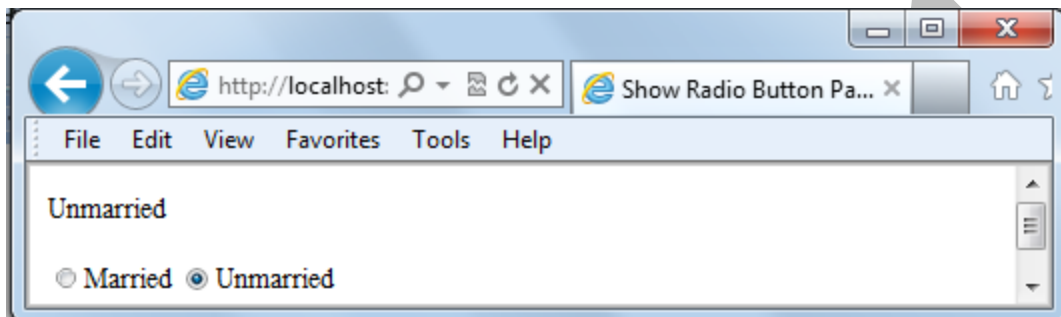 http://localhost:
Show Radio Button Pa...
File Edit View Favorites Tools Help
Unmarried
Married Unmarried